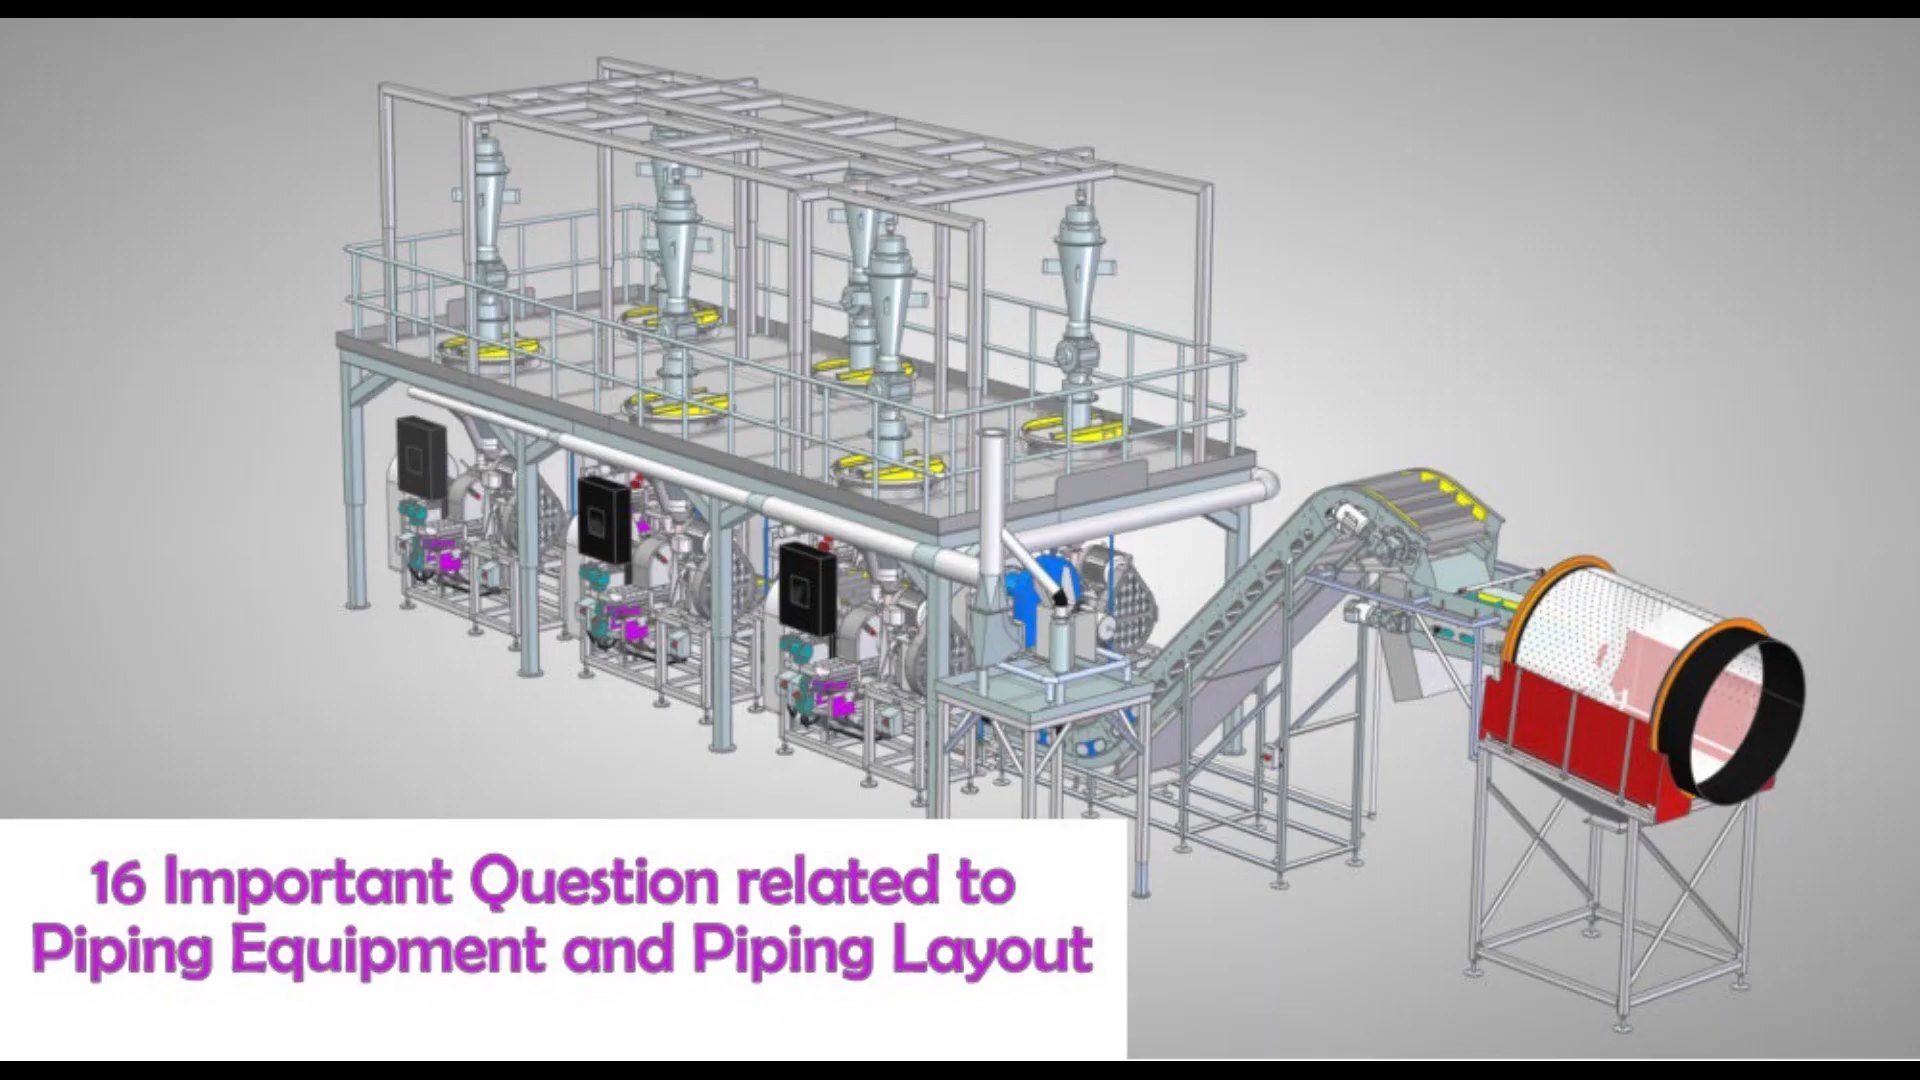 16 Important Question related to
Piping Equipment and Piping Layout